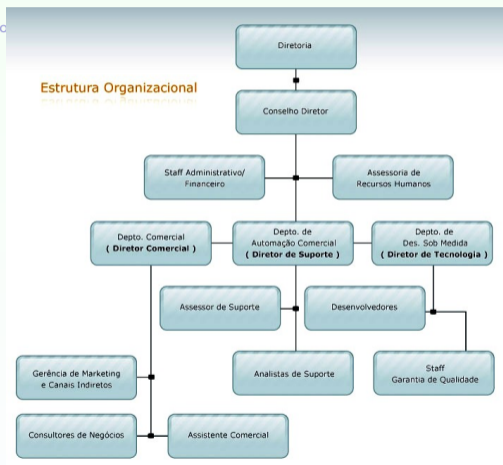 Diretoria
Estrutura Organizacional
Conselho Diretor
Staff Administrativo/
Financeiro
Assessoria de
Recursos Humanos
Depto. Comercial
( Diretor Comercial )
Depto. de
Automação Comercial
( Diretor de Suporte )
Depto. de
Des. Sob Medida
( Diretor de Tecnologia )
Assessor de Suporte
Desenvolvedores
Gerência de Marketing
e Canais Indiretos
Analistas de Suporte
Staff
Garantia de Qualidade
Consultores de Negócios
Assistente Comercial